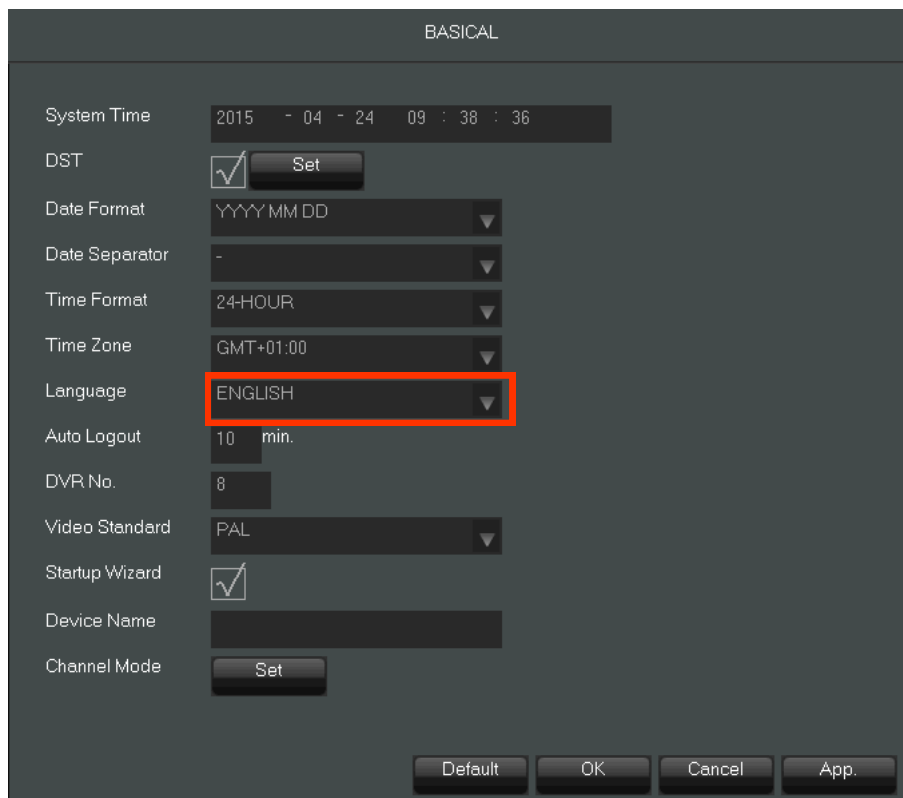 BASICAL
System Time 2015 - 04 - 24 09 : 38 : 36
DST Set
Date Format YYYY MM DD
Date Separator -
Time Format 24-HOUR
Time Zone GMT+01:00
Language ENGLISH
Auto Logout 10 min.
DVR No. 8
Video Standard PAL
Startup Wizard
Device Name
Channel Mode Set
Default OK Cancel App.